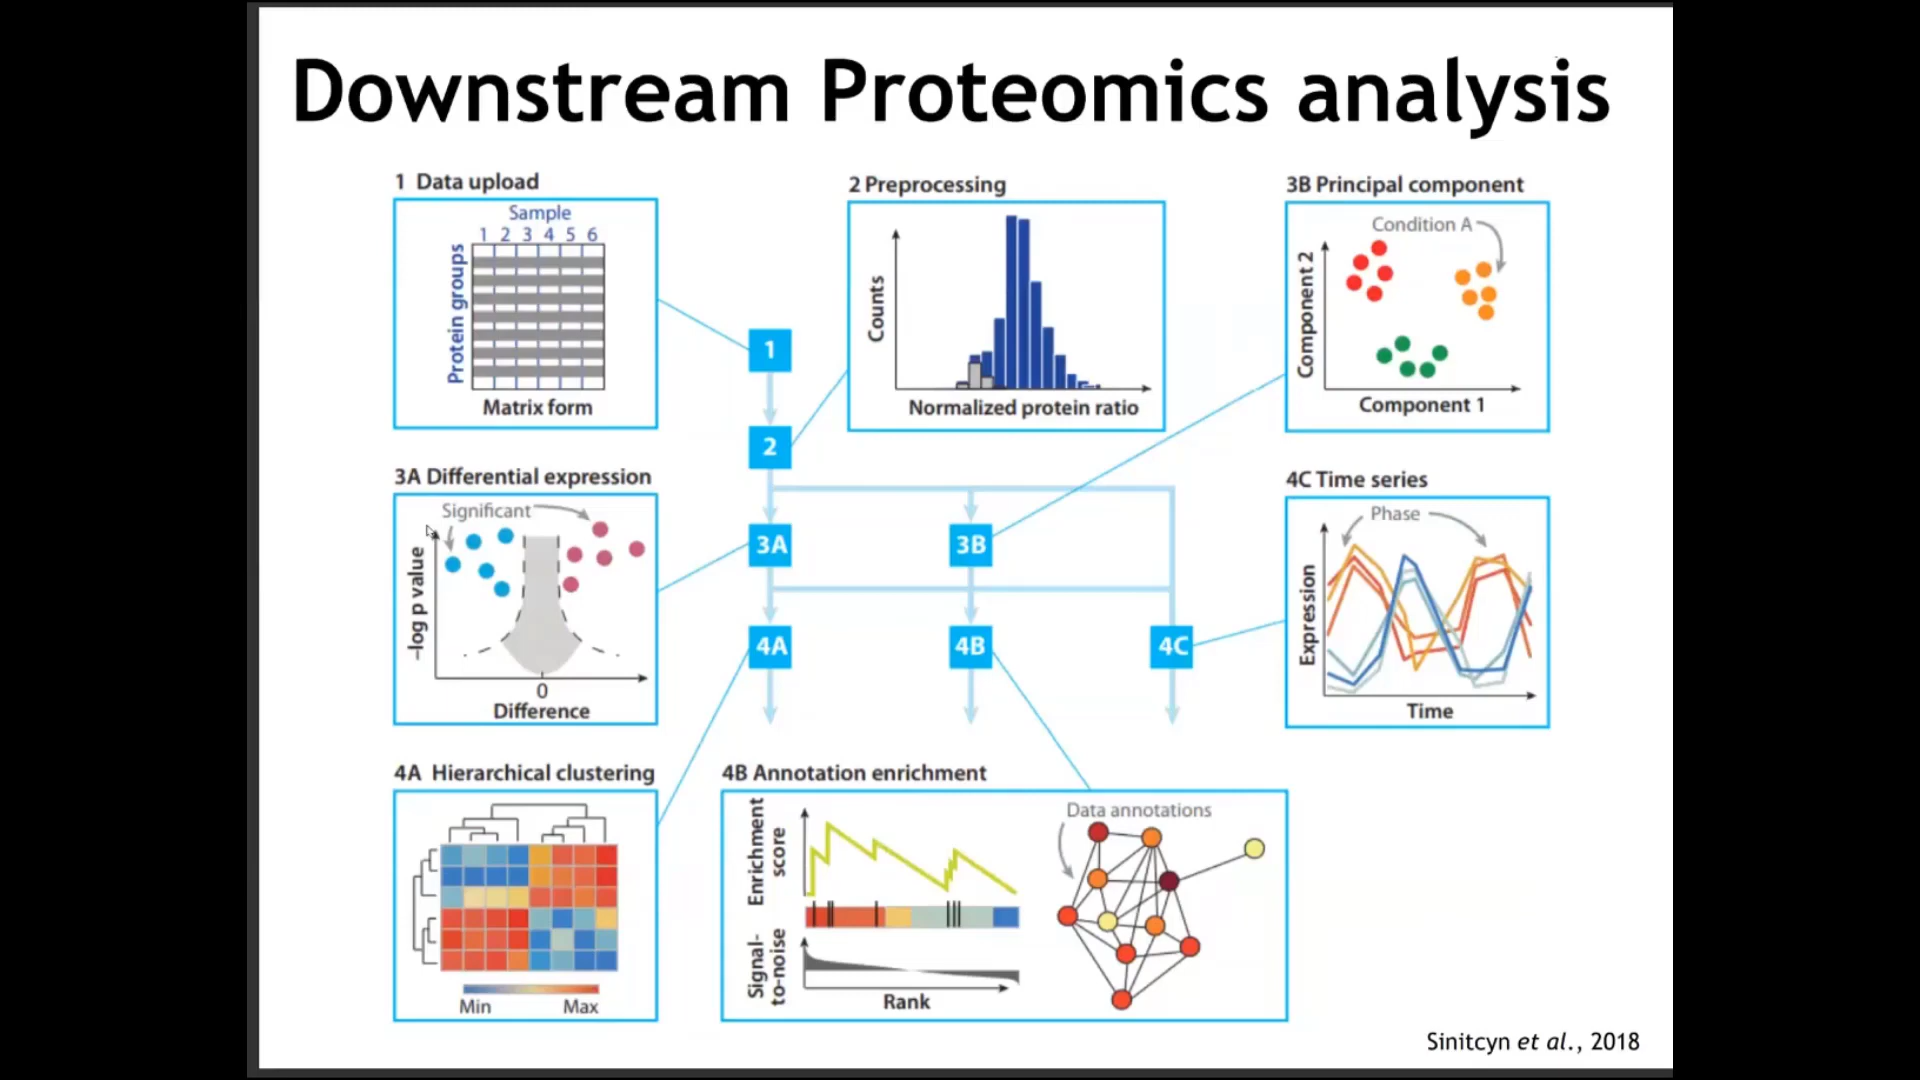 Downstream Proteomics analysis
1 Data upload
Sample
1 2 3 4 5 6
Protein groups
Matrix form
2 Preprocessing
Counts
Normalized protein ratio
3B Principal component
Condition A
Component 2
Component 1
1
2
3A
3B
4A
4B
4C
3A Differential expression
Significant
–log p value
0
Difference
4C Time series
Phase
Expression
Time
4A Hierarchical clustering
Min
Max
4B Annotation enrichment
Enrichment
score
Signal-
to-noise
Rank
Data annotations
Sinitcyn et al., 2018